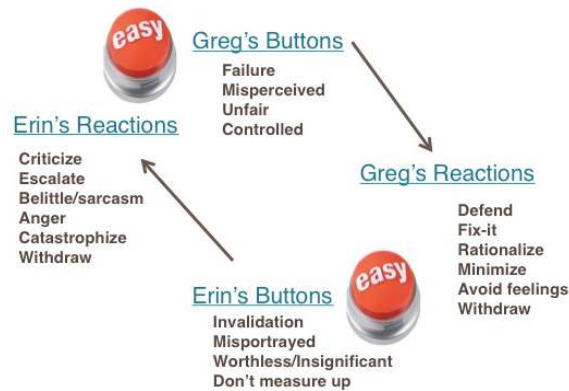 easy
Greg's Buttons
Failure
Misperceived
Unfair
Controlled
Erin's Reactions
Criticize
Escalate
Belittle/sarcasm
Anger
Catastrophize
Withdraw
Greg's Reactions
Defend
Fix-it
Rationalize
Minimize
Avoid feelings
Withdraw
easy
Erin's Buttons
Invalidation
Misportrayed
Worthless/Insignificant
Don't measure up